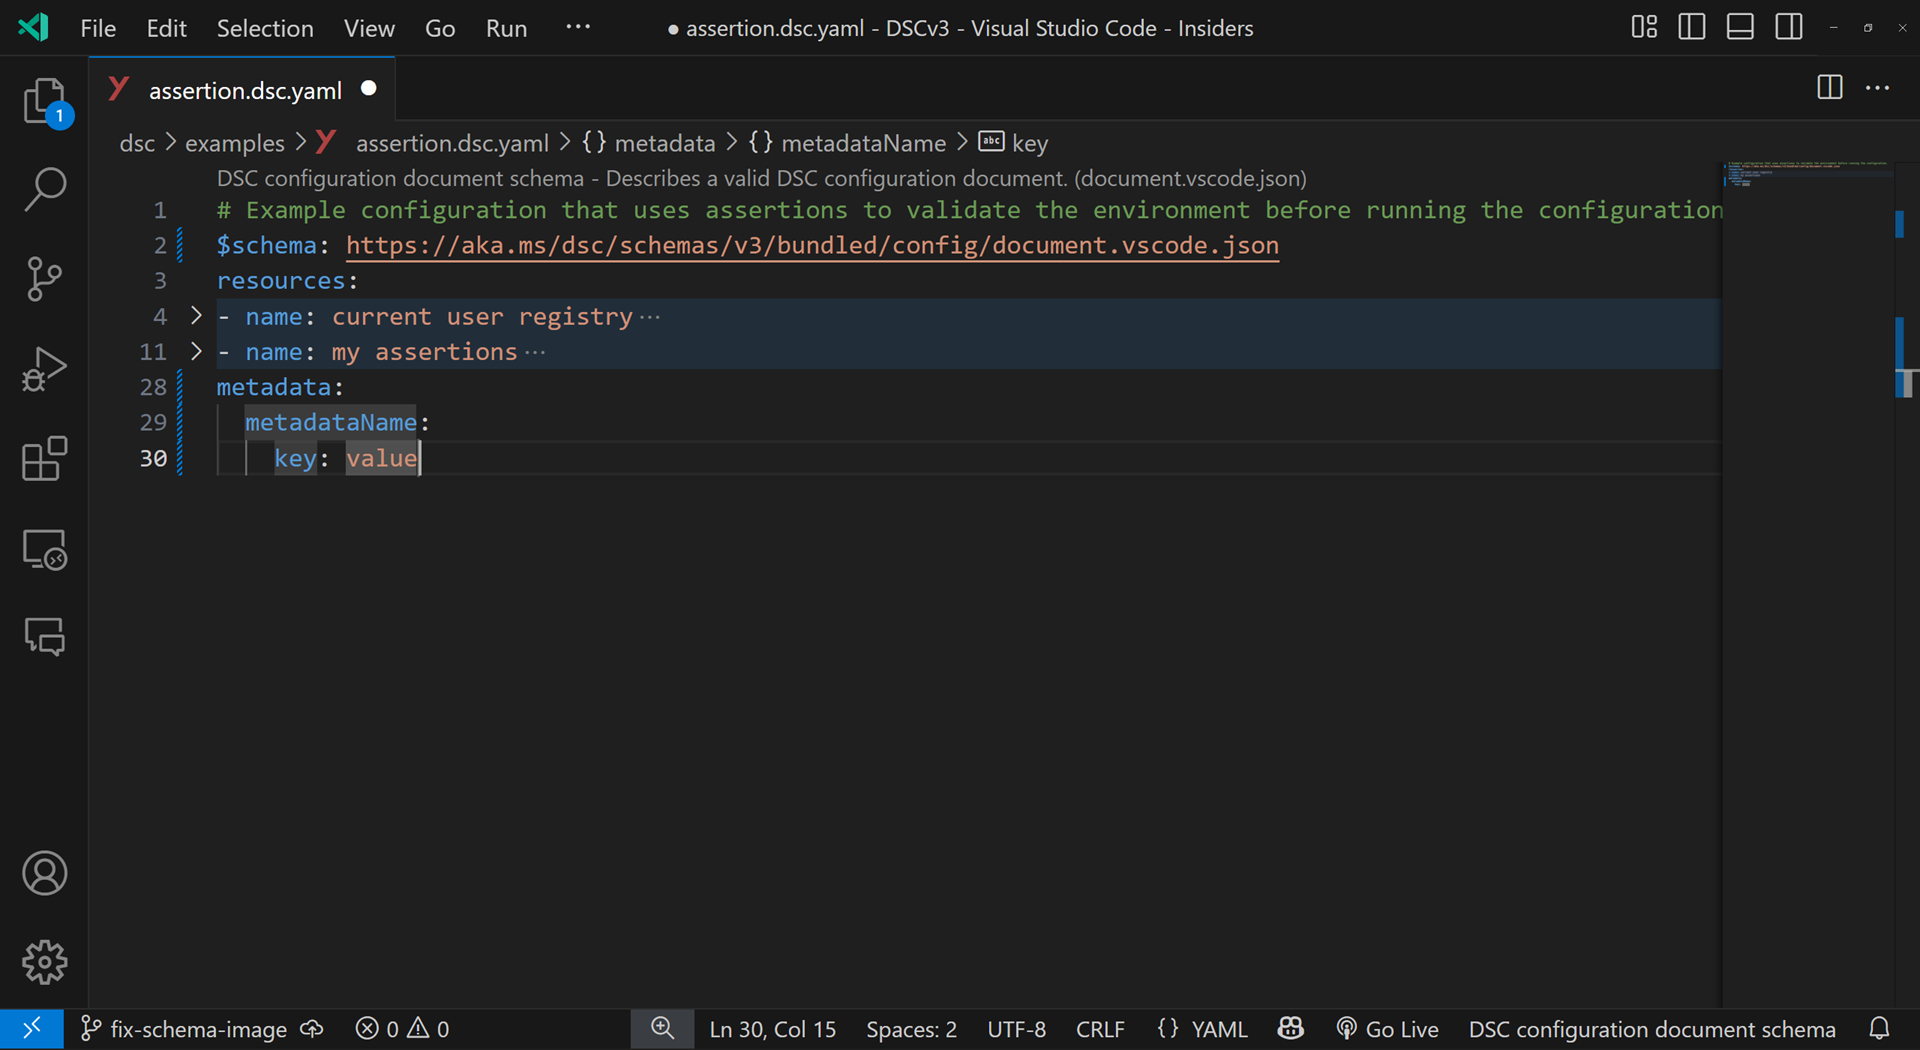 File Edit Selection View Go Run ··· ● assertion.dsc.yaml - DSCv3 - Visual Studio Code - Insiders
1
assertion.dsc.yaml ●
dsc > examples > assertion.dsc.yaml > {} metadata > {} metadataName > abc key
DSC configuration document schema - Describes a valid DSC configuration document. (document.vscode.json)
1 # Example configuration that uses assertions to validate the environment before running the configuration
2 $schema: https://aka.ms/dsc/schemas/v3/bundled/config/document.vscode.json
3 resources:
4 > - name: current user registry···
11 > - name: my assertions···
28 metadata:
29 metadataName:
30 key: value
fix-schema-image 0 0 Ln 30, Col 15 Spaces: 2 UTF-8 CRLF {} YAML Go Live DSC configuration document schema